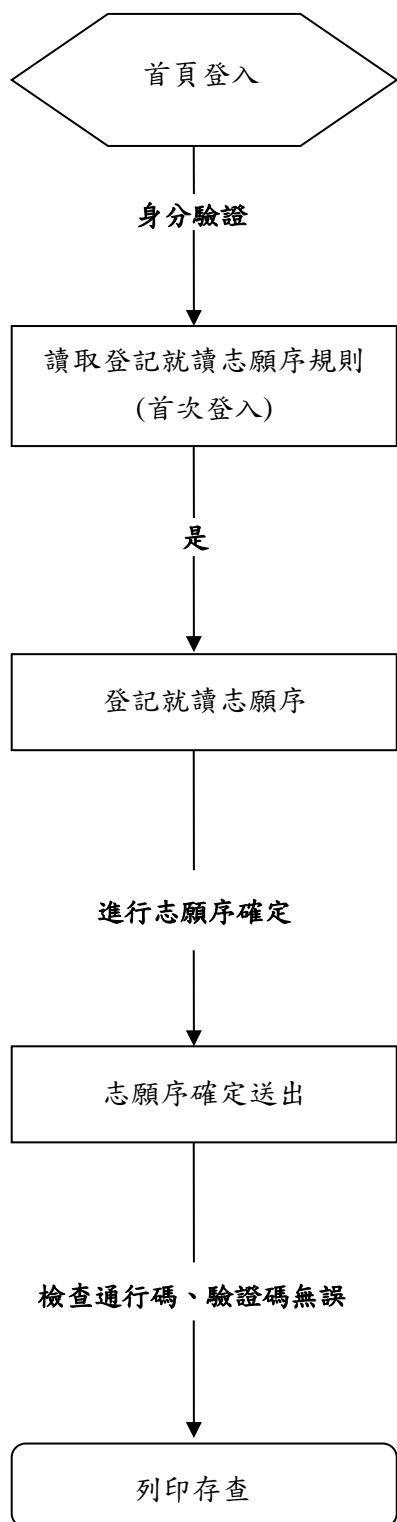 首頁登入
身分驗證
讀取登記就讀志願序規則
(首次登入)
是
登記就讀志願序
進行志願序確定
志願序確定送出
檢查通行碼、驗證碼無誤
列印存查